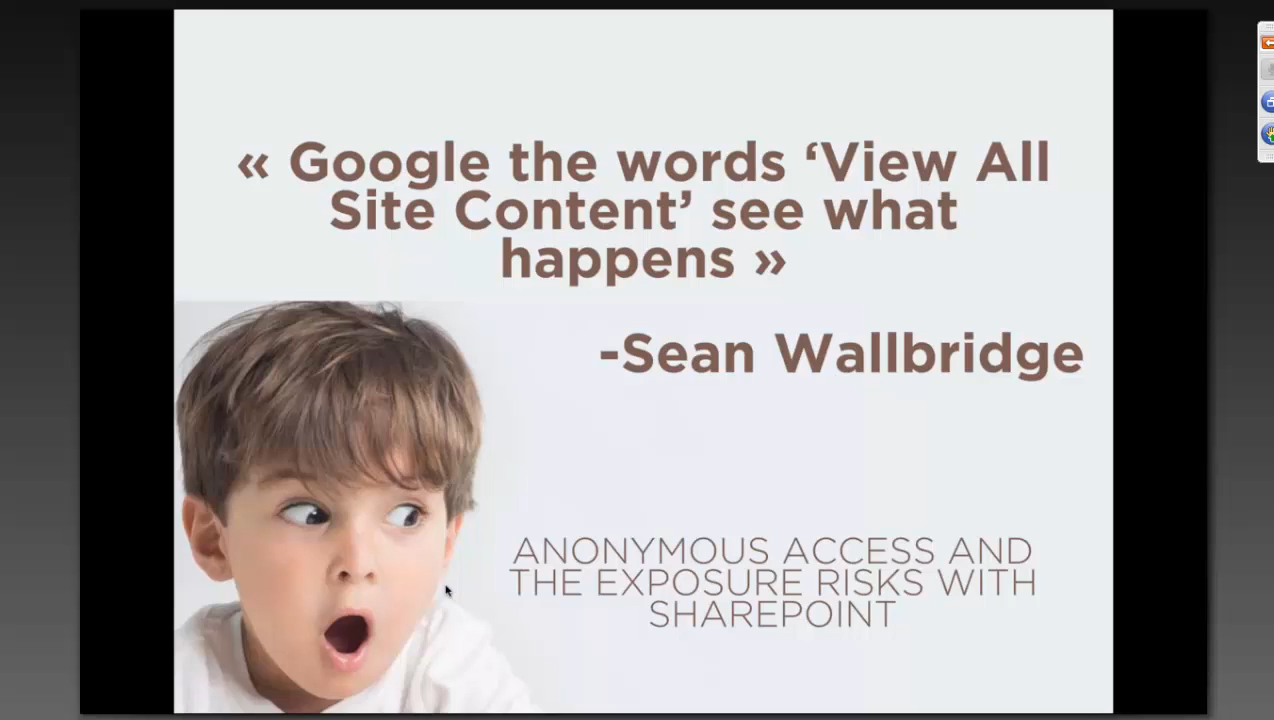 « Google the words ‘View All
Site Content’ see what
happens »
-Sean Wallbridge
ANONYMOUS ACCESS AND
THE EXPOSURE RISKS WITH
SHAREPOINT